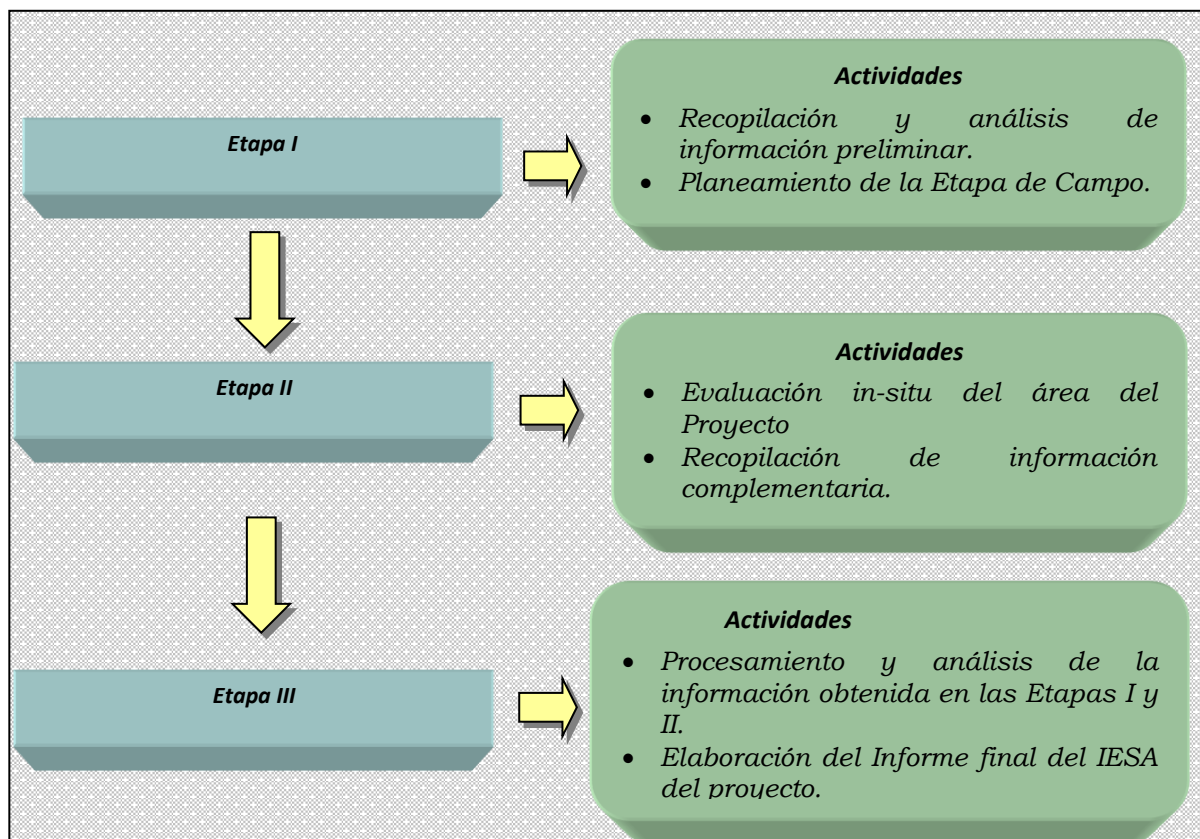 Etapa I
Actividades
• Recopilación y análisis de
información preliminar.
• Planeamiento de la Etapa de Campo.
Etapa II
Actividades
• Evaluación in-situ del área del
Proyecto
• Recopilación de información
complementaria.
Etapa III
Actividades
• Procesamiento y análisis de la
información obtenida en las Etapas I y
II.
• Elaboración del Informe final del IESA
del proyecto.